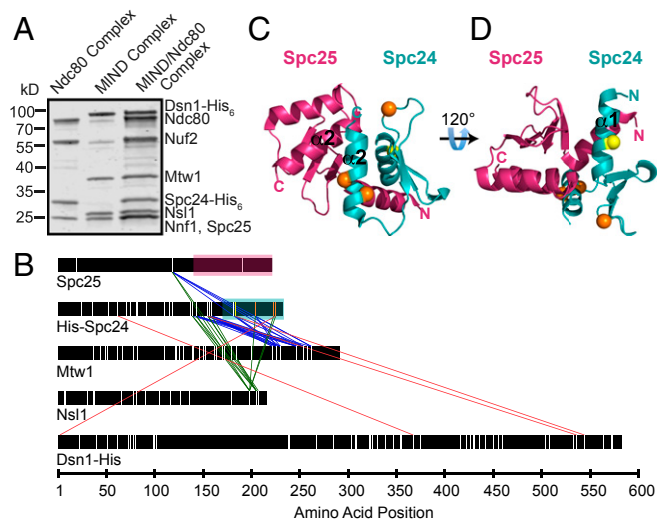 A
Ndc80 Complex
MIND Complex
MIND/Ndc80 Complex
kD
100
70
55
40
35
25
Dsn1-His6
Ndc80
Nuf2
Mtw1
Spc24-His6
Nsl1
Nnf1, Spc25
C
Spc25 Spc24
α2
α2
C
C
N
120°
D
Spc25 Spc24
N
α1
N
C
B
Spc25
His-Spc24
Mtw1
Nsl1
Dsn1-His
1 50 100 150 200 250 300 350 400 450 500 550 600
Amino Acid Position